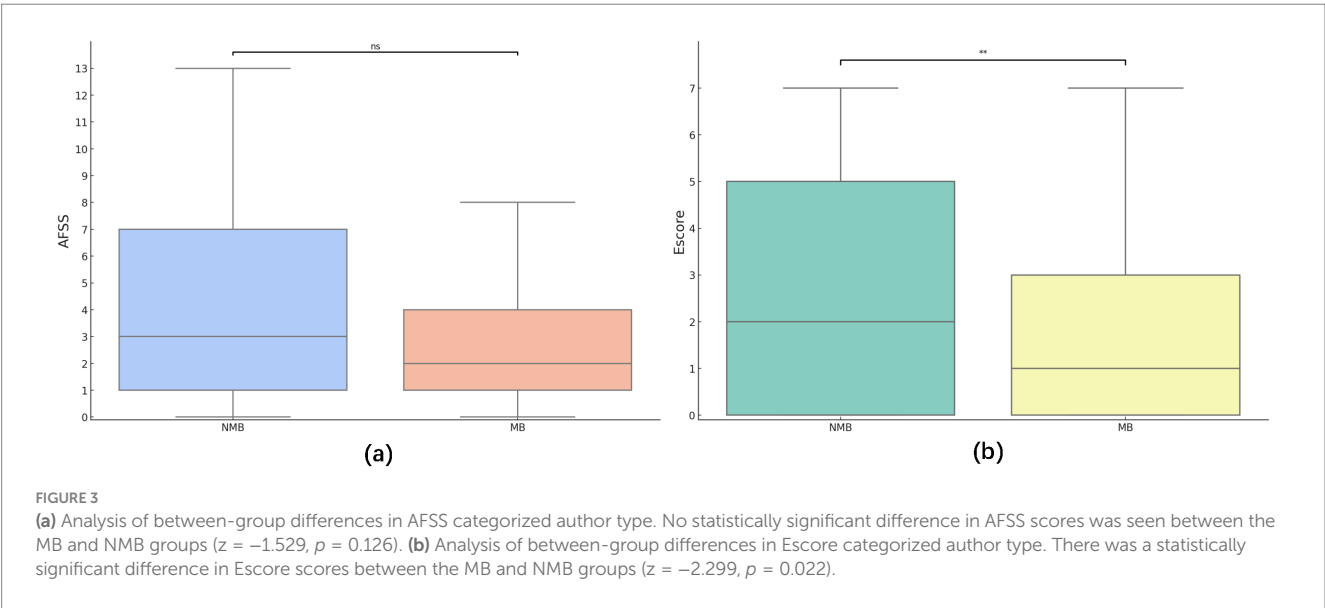 ns
AFSS
13
12
11
10
9
8
7
6
5
4
3
2
1
0
NMB
MB
(a)
**
Escore
7
6
5
4
3
2
1
0
NMB
MB
(b)
FIGURE 3
(a) Analysis of between-group differences in AFSS categorized author type. No statistically significant difference in AFSS scores was seen between the
MB and NMB groups (z = −1.529, p = 0.126). (b) Analysis of between-group differences in Escore categorized author type. There was a statistically
significant difference in Escore scores between the MB and NMB groups (z = −2.299, p = 0.022).